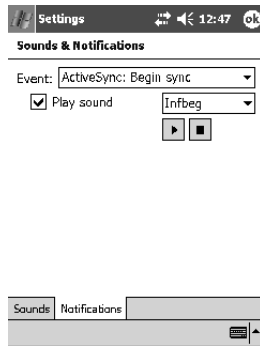 Settings 12:47 ok
Sounds & Notifications
Event: ActiveSync: Begin sync
Play sound Infbeg
Sounds Notifications